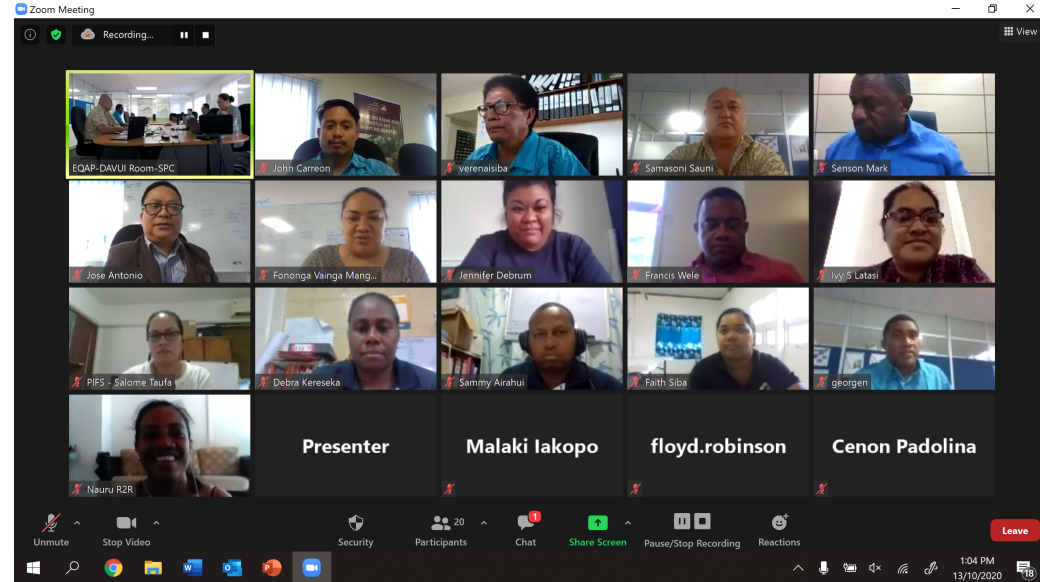 Zoom Meeting
Recording...
View
EQAP-DAVUI Room-SPC
John Carreon
verenaisiba
Samasoni Sauni
Senson Mark
Jose Antonio
Fononga Vainga Mang...
Jennifer Debrum
Francis Wele
Ivy S Latasi
PIFS - Salome Taufa
Debra Kereseka
Sammy Airahui
Faith Siba
georgen
Nauru R2R
Presenter
Malaki Iakopo
floyd.robinson
Cenon Padolina
Unmute
Stop Video
Security
20
Participants
1
Chat
Share Screen
Pause/Stop Recording
Reactions
Leave
1:04 PM
13/10/2020
18